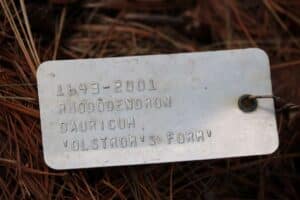 1643-2001
RHODODENDRON
DAURICUM
'OLSTROM'S FORM'